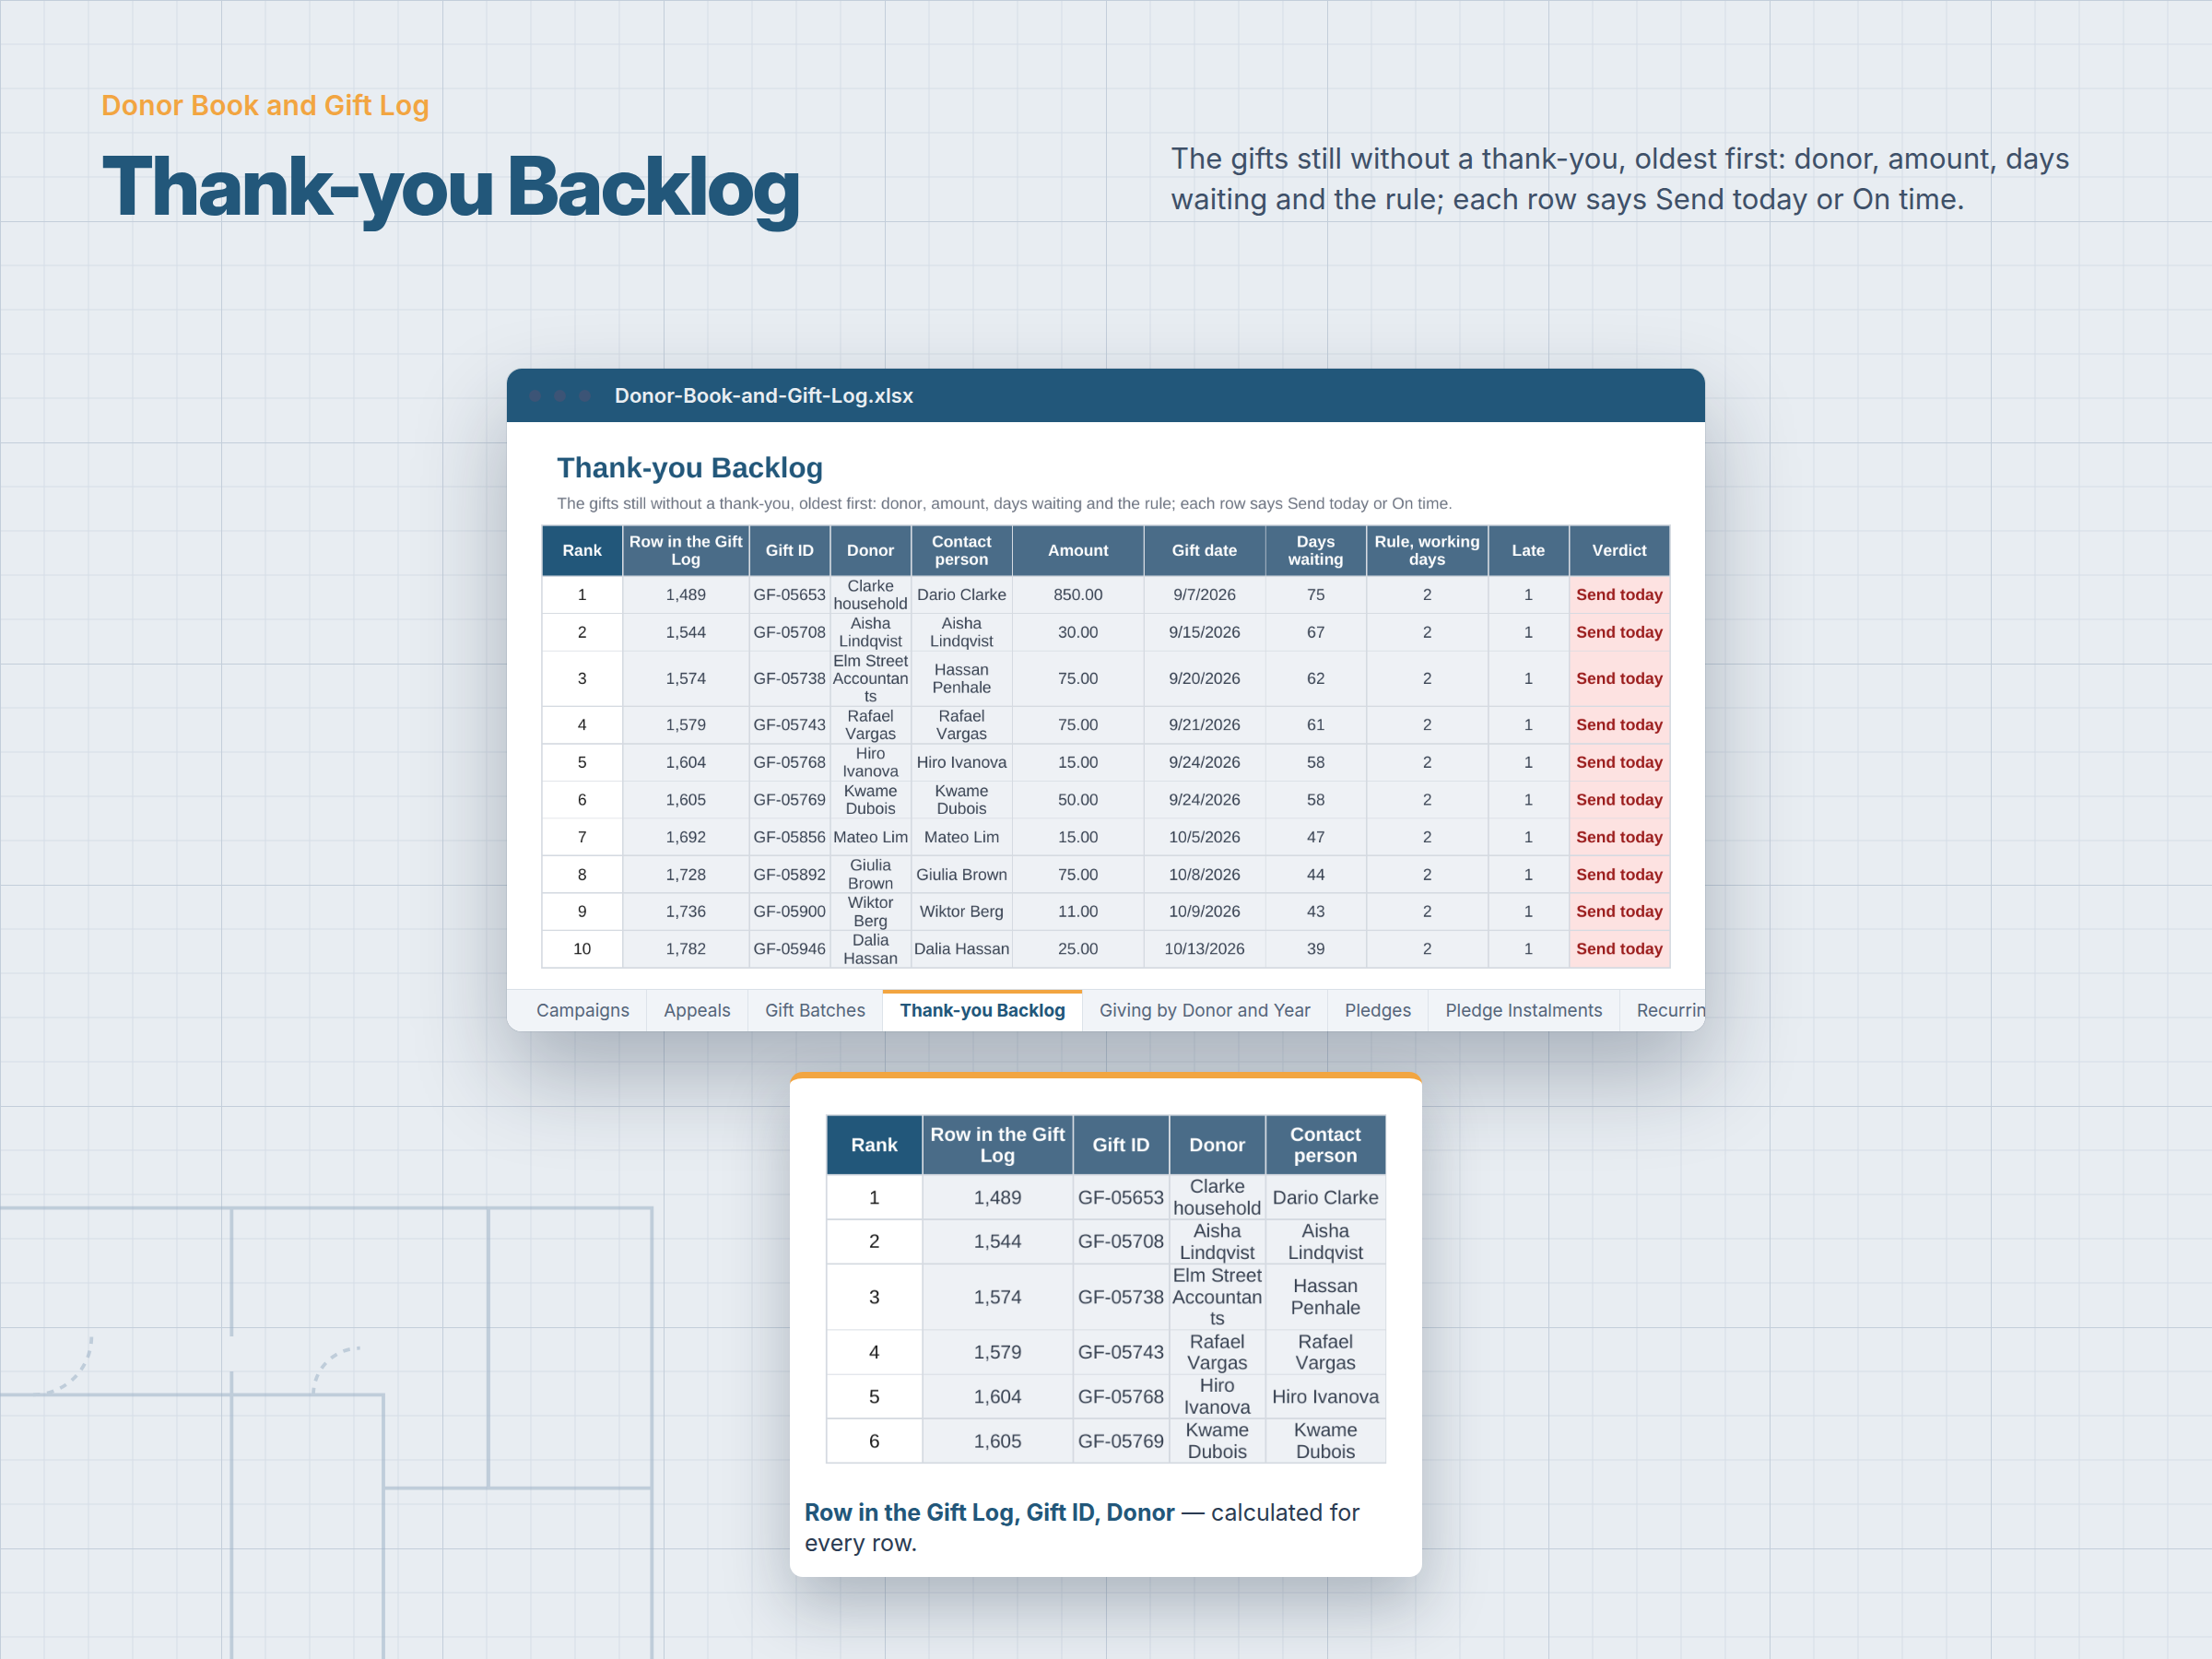 Donor Book and Gift Log
Thank-you Backlog
The gifts still without a thank-you, oldest first: donor, amount, days
waiting and the rule; each row says Send today or On time.
Donor-Book-and-Gift-Log.xlsx
Thank-you Backlog
The gifts still without a thank-you, oldest first: donor, amount, days waiting and the rule; each row says Send today or On time.
Rank Row in the Gift Log Gift ID Donor Contact person Amount Gift date Days waiting Rule, working days Late Verdict
1 1,489 GF-05653 Clarke household Dario Clarke 850.00 9/7/2026 75 2 1 Send today
2 1,544 GF-05708 Aisha Lindqvist Aisha Lindqvist 30.00 9/15/2026 67 2 1 Send today
3 1,574 GF-05738 Elm Street Accountants Hassan Penhale 75.00 9/20/2026 62 2 1 Send today
4 1,579 GF-05743 Rafael Vargas Rafael Vargas 75.00 9/21/2026 61 2 1 Send today
5 1,604 GF-05768 Hiro Ivanova Hiro Ivanova 15.00 9/24/2026 58 2 1 Send today
6 1,605 GF-05769 Kwame Dubois Kwame Dubois 50.00 9/24/2026 58 2 1 Send today
7 1,692 GF-05856 Mateo Lim Mateo Lim 15.00 10/5/2026 47 2 1 Send today
8 1,728 GF-05892 Giulia Brown Giulia Brown 75.00 10/8/2026 44 2 1 Send today
9 1,736 GF-05900 Wiktor Berg Wiktor Berg 11.00 10/9/2026 43 2 1 Send today
10 1,782 GF-05946 Dalia Hassan Dalia Hassan 25.00 10/13/2026 39 2 1 Send today
Campaigns Appeals Gift Batches Thank-you Backlog Giving by Donor and Year Pledges Pledge Instalments Recurrin
Rank Row in the Gift Log Gift ID Donor Contact person
1 1,489 GF-05653 Clarke household Dario Clarke
2 1,544 GF-05708 Aisha Lindqvist Aisha Lindqvist
3 1,574 GF-05738 Elm Street Accountants Hassan Penhale
4 1,579 GF-05743 Rafael Vargas Rafael Vargas
5 1,604 GF-05768 Hiro Ivanova Hiro Ivanova
6 1,605 GF-05769 Kwame Dubois Kwame Dubois
Row in the Gift Log, Gift ID, Donor — calculated for
every row.